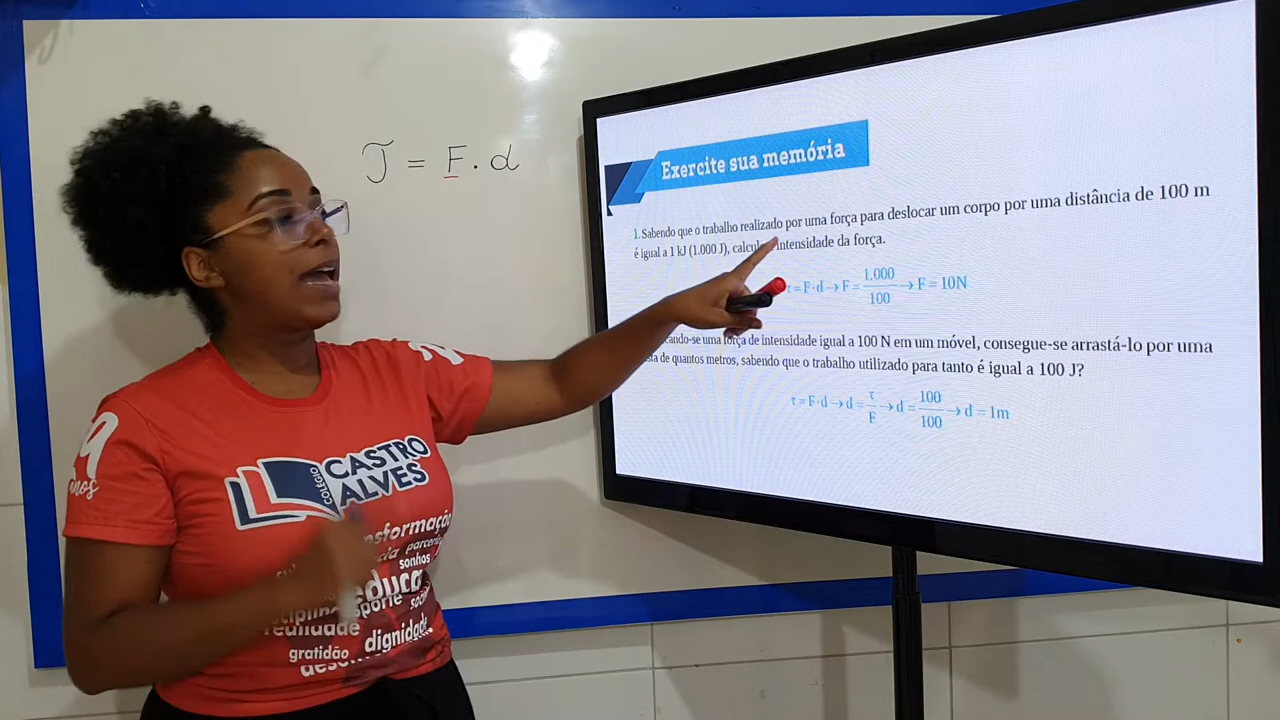 𝒯 = F . d
Exercite sua memória
1. Sabendo que o trabalho realizado por uma força para deslocar um corpo por uma distância de 100 m
é igual a 1 kJ (1.000 J), intensidade da força.
τ = F·d → F = 1.000/100 → F = 10N
uma força de intensidade igual a 100 N em um móvel, consegue-se arrastá-lo por uma
de quantos metros, sabendo que o trabalho utilizado para tanto é igual a 100 J?
τ = F·d → d = τ/F → d = 100/100 → d = 1m
29
anos
COLÉGIO
CASTRO
ALVES
parceria
sonhos
educa
esporte
disciplina
realidade
gratidão
dignidade